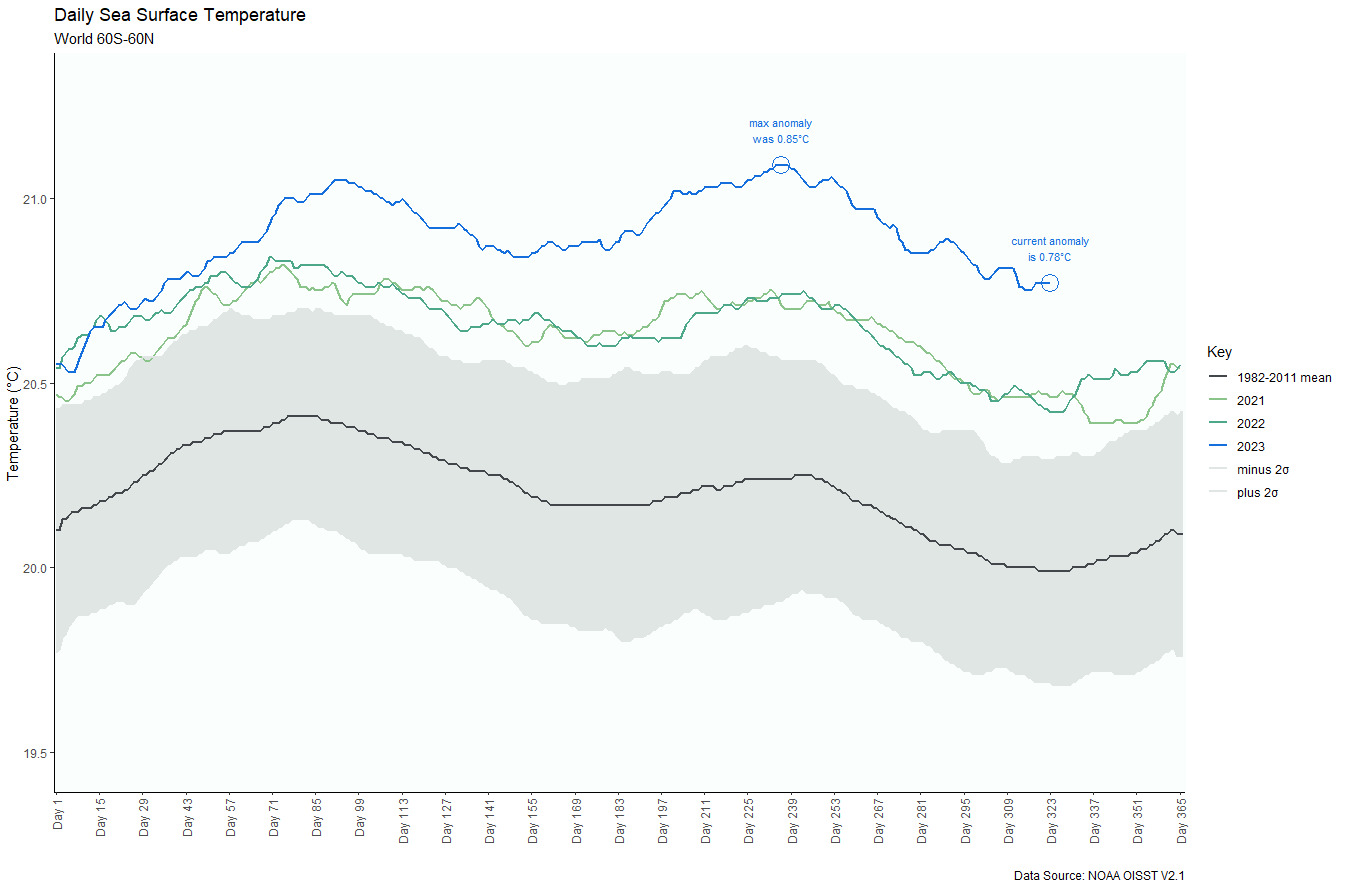 Daily Sea Surface Temperature
World 60S-60N
max anomaly
was 0.85°C
current anomaly
is 0.78°C
Temperature (°C)
21.0
20.5
20.0
19.5
Day 1
Day 15
Day 29
Day 43
Day 57
Day 71
Day 85
Day 99
Day 113
Day 127
Day 141
Day 155
Day 169
Day 183
Day 197
Day 211
Day 225
Day 239
Day 253
Day 267
Day 281
Day 295
Day 309
Day 323
Day 337
Day 351
Day 365
Key
1982-2011 mean
2021
2022
2023
minus 2σ
plus 2σ
Data Source: NOAA OISST V2.1